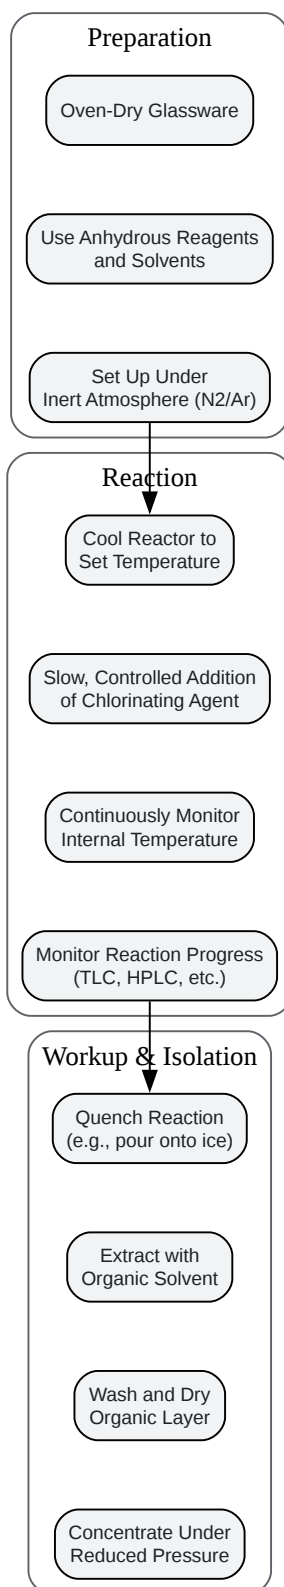 Preparation
Oven-Dry Glassware
Use Anhydrous Reagents
and Solvents
Set Up Under
Inert Atmosphere (N2/Ar)
Reaction
Cool Reactor to
Set Temperature
Slow, Controlled Addition
of Chlorinating Agent
Continuously Monitor
Internal Temperature
Monitor Reaction Progress
(TLC, HPLC, etc.)
Workup & Isolation
Quench Reaction
(e.g., pour onto ice)
Extract with
Organic Solvent
Wash and Dry
Organic Layer
Concentrate Under
Reduced Pressure